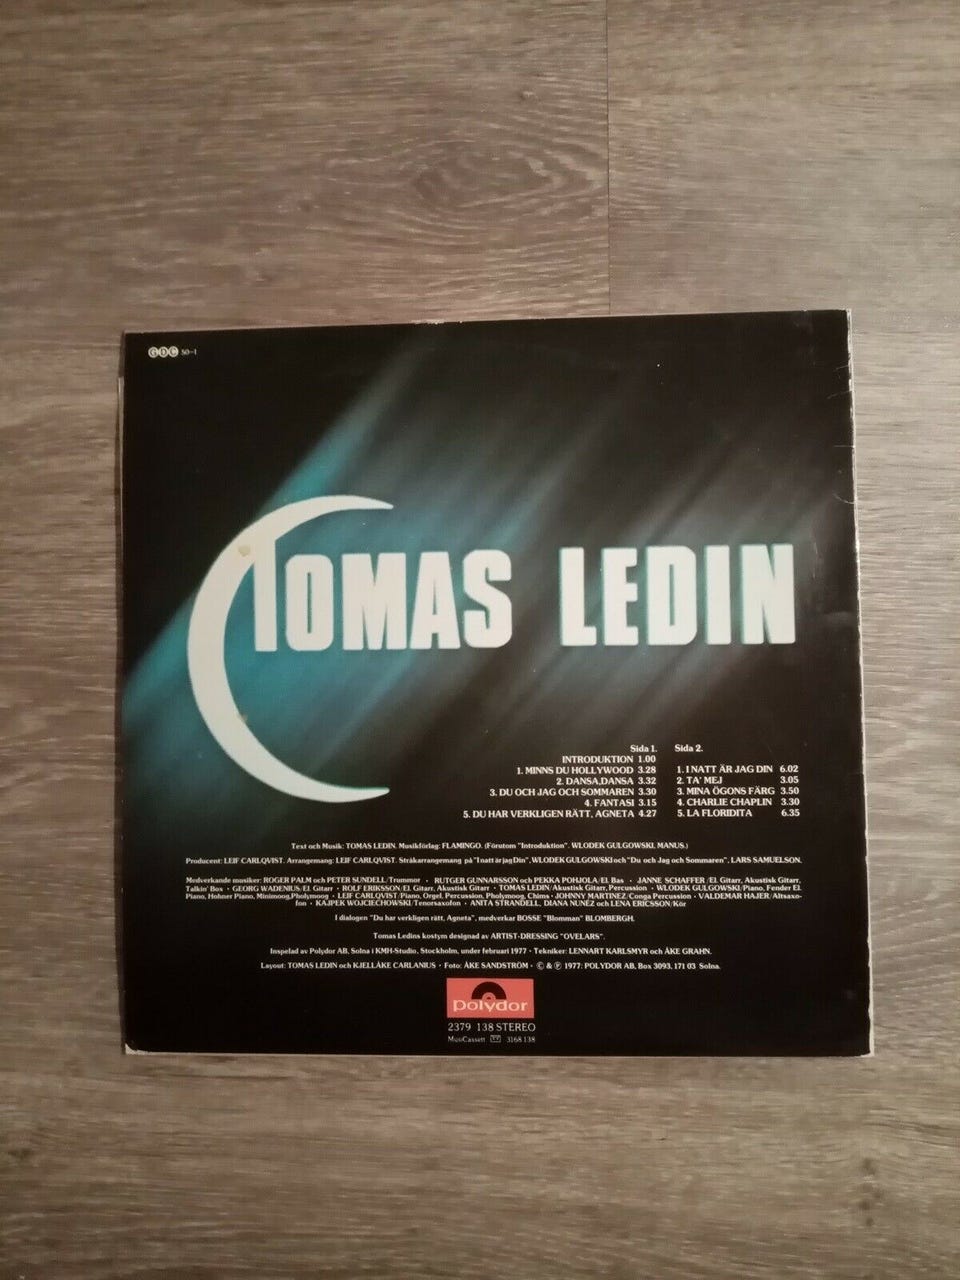 GDC 50-1
TOMAS LEDIN
Sida 1.
INTRODUKTION 1.00
1. MINNS DU HOLLYWOOD 3.28
2. DANSA,DANSA 3.32
3. DU OCH JAG OCH SOMMAREN 3.30
4. FANTASI 3.15
5. DU HAR VERKLIGEN RÄTT, AGNETA 4.27
Sida 2.
1. I NATT ÄR JAG DIN 6.02
2. TA' MEJ 3.05
3. MINA ÖGONS FÄRG 3.50
4. CHARLIE CHAPLIN 3.30
5. LA FLORIDITA 6.35
Text och Musik: TOMAS LEDIN. Musikförlag: FLAMINGO. (Förutom "Introduktion". WLODEK GULGOWSKI, MANUS.)
Producent: LEIF CARLQVIST. Arrangemang: LEIF CARLQVIST. Stråkarrangemang på "I natt är jag Din", WLODEK GULGOWSKI och "Du och Jag och Sommaren", LARS SAMUELSON.
Medverkande musiker: ROGER PALM och PETER SUNDELL/Trummor · RUTGER GUNNARSSON och PEKKA POHJOLA/El. Bas · JANNE SCHAFFER/El. Gitarr, Akustisk Gitarr,
Talkin' Box · GEORG WADENIUS/El. Gitarr · ROLF ERIKSSON/El. Gitarr, Akustisk Gitarr · TOMAS LEDIN/Akustisk Gitarr, Percussion · WLODEK GULGOWSKI/Piano, Fender El.
Piano, Hohner Piano, Minimoog, Polymoog · LEIF CARLQVIST/Piano, Orgel, Percussion, Pholymoog, Chims · JOHNNY MARTINEZ/Conga Percussion · VALDEMAR HAJER/Altsaxo-
fon · KAJPEK WOJCIECHOWSKI/Tenorsaxofon · ANITA STRANDELL, DIANA NUNEZ och LENA ERICSSON/Kör
I dialogen "Du har verkligen rätt, Agneta", medverkar BOSSE "Blomman" BLOMBERGH.
Tomas Ledins kostym designad av ARTIST-DRESSING "OVELARS".
Inspelad av Polydor AB, Solna i KMH-Studio, Stockholm, under februari 1977 · Tekniker: LENNART KARLSMYR och ÅKE GRAHN.
Layout: TOMAS LEDIN och KJELLÅKE CARLANIUS · Foto: ÅKE SANDSTRÖM · © & ℗ 1977: POLYDOR AB, Box 3093, 171 03 Solna.
polydor
2379 138 STEREO
MusiCassett 3168 138